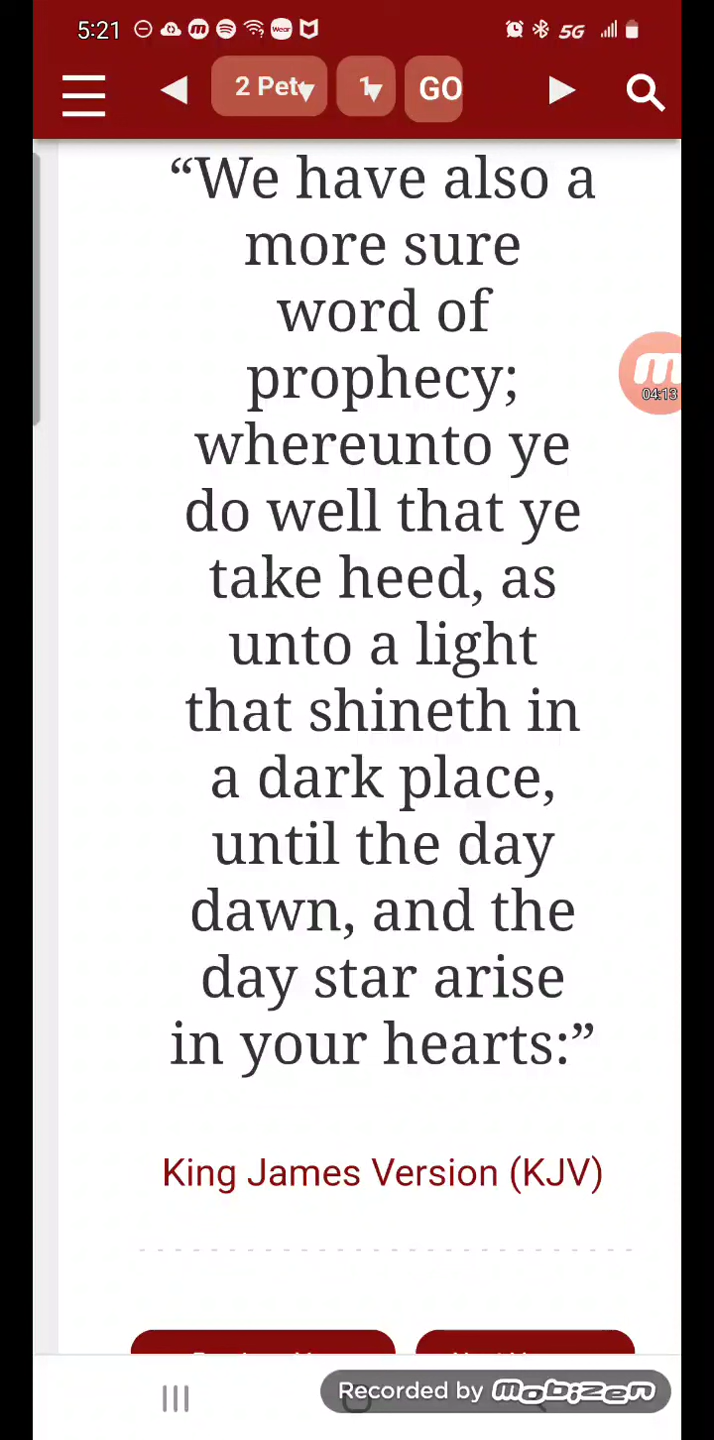 5:21 Wear 5G
2 Pet 1 GO
“We have also a
more sure
word of
prophecy;
whereunto ye
do well that ye
take heed, as
unto a light
that shineth in
a dark place,
until the day
dawn, and the
day star arise
in your hearts:”
04:13
King James Version (KJV)
Recorded by mobizen